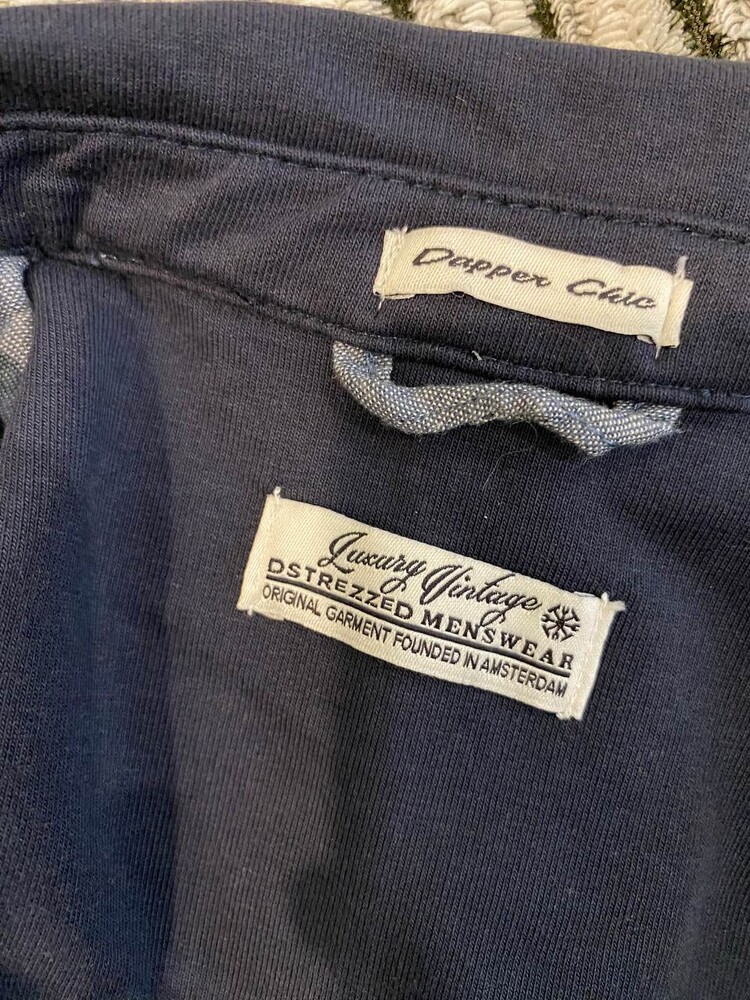 Dapper Chic
Luxury Vintage
DSTREZZED MENSWEAR
ORIGINAL GARMENT FOUNDED IN AMSTERDAM